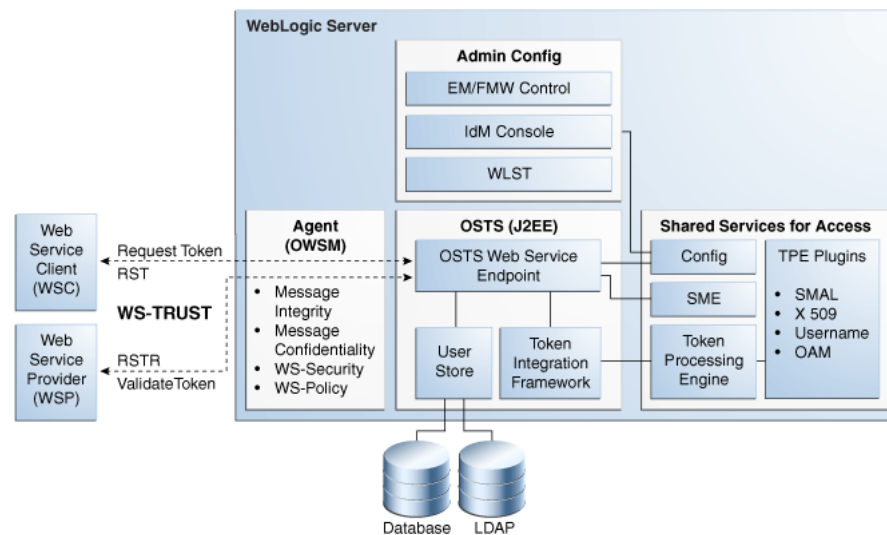 WebLogic Server
Admin Config
EM/FMW Control
IdM Console
WLST
Web
Service
Client
(WSC)
Request Token
RST
WS-TRUST
Web
Service
Provider
(WSP)
RSTR
ValidateToken
Agent
(OWSM)
• Message
Integrity
• Message
Confidentiality
• WS-Security
• WS-Policy
OSTS (J2EE)
OSTS Web Service
Endpoint
User
Store
Token
Integration
Framework
Shared Services for Access
Config
SME
Token
Processing
Engine
TPE Plugins
• SMAL
• X 509
• Username
• OAM
Database
LDAP